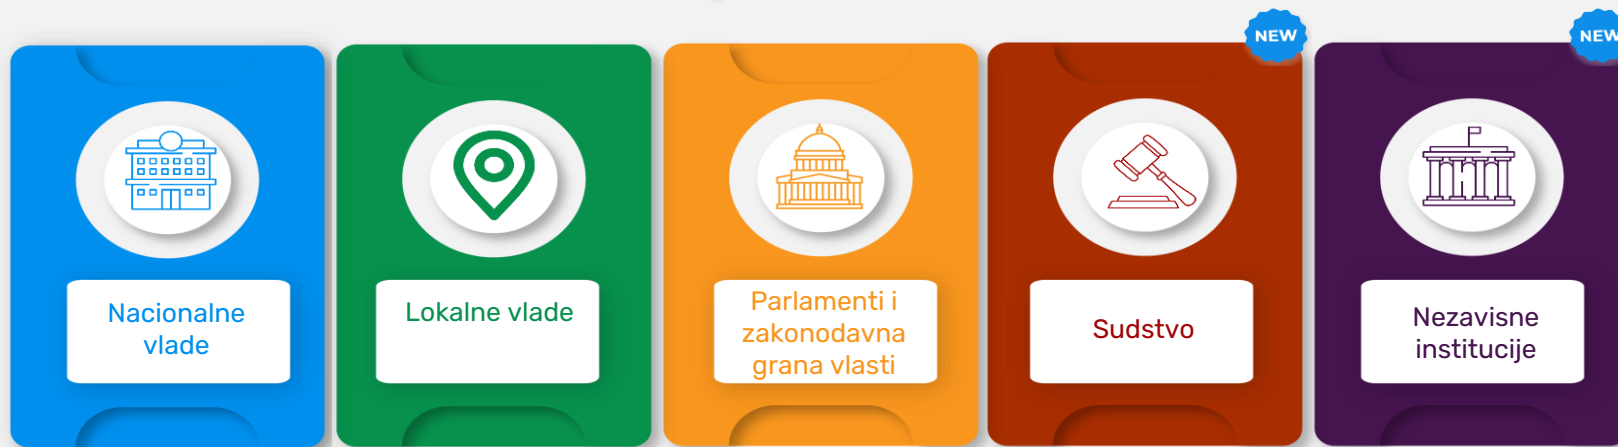 NEW
NEW
Nacionalne
vlade
Lokalne vlade
Parlamenti i
zakonodavna
grana vlasti
Sudstvo
Nezavisne
institucije